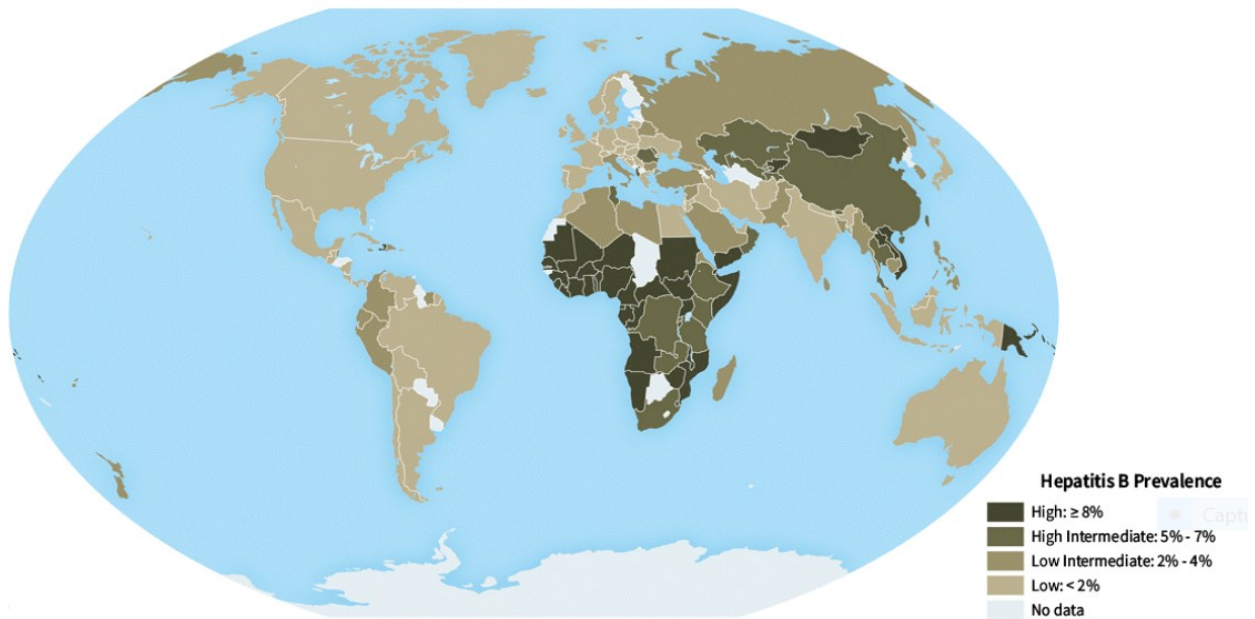 Hepatitis B Prevalence
High: ≥ 8%
High Intermediate: 5% - 7%
Low Intermediate: 2% - 4%
Low: < 2%
No data